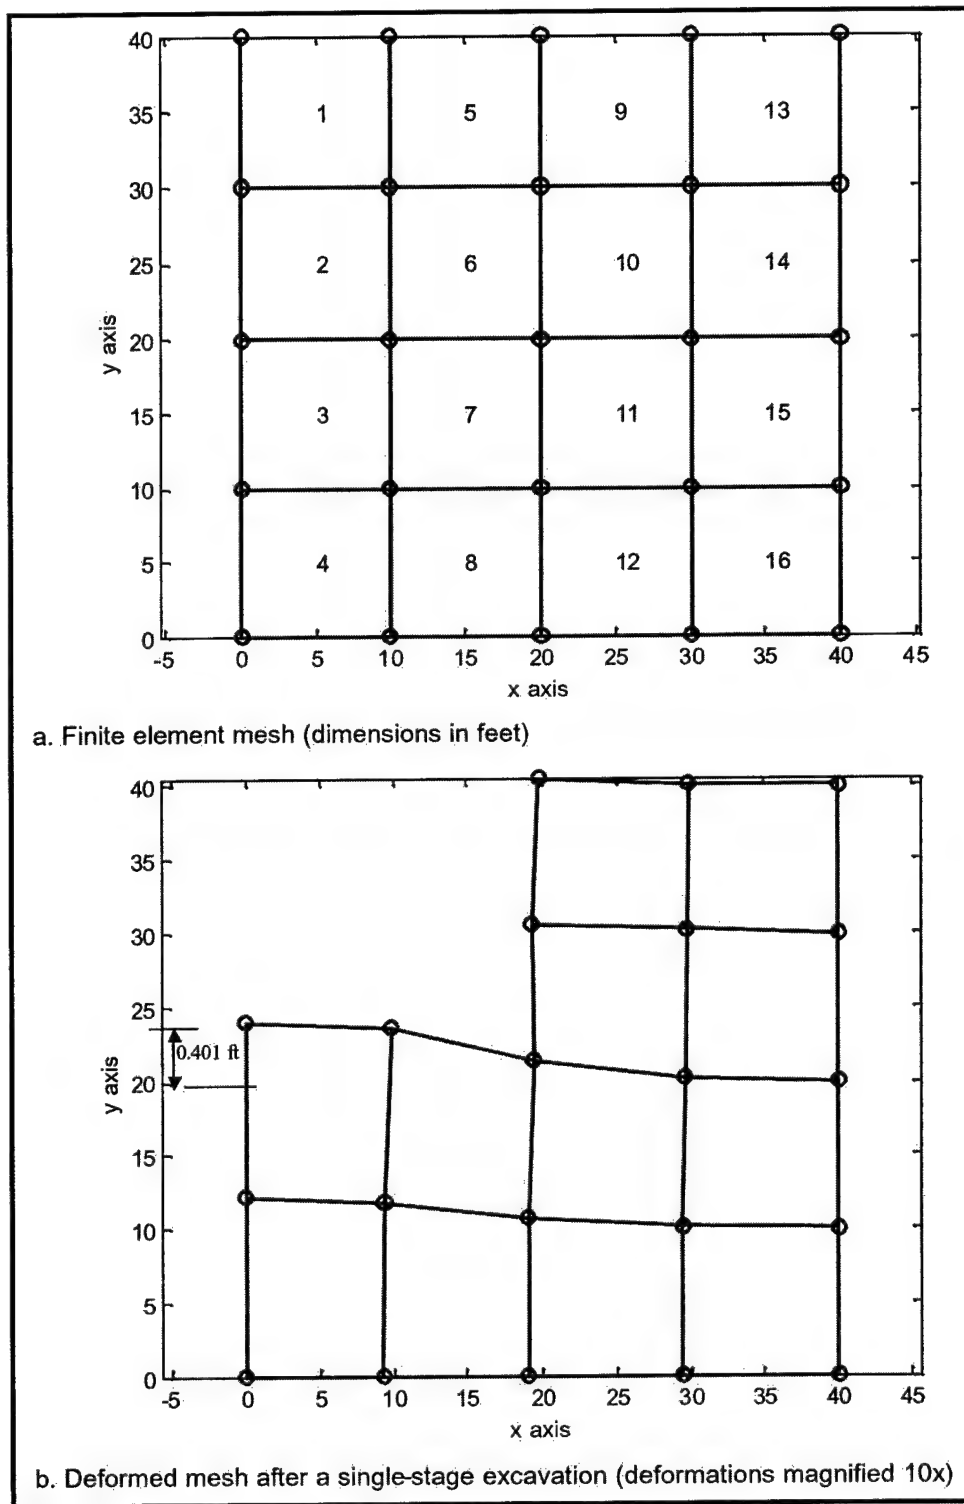 40
35
30
25
20
15
10
5
0
y axis
1 5 9 13
2 6 10 14
3 7 11 15
4 8 12 16
-5 0 5 10 15 20 25 30 35 40 45
x axis
a. Finite element mesh (dimensions in feet)
40
35
30
25
20
15
10
5
0
y axis
0.401 ft
-5 0 5 10 15 20 25 30 35 40 45
x axis
b. Deformed mesh after a single-stage excavation (deformations magnified 10x)